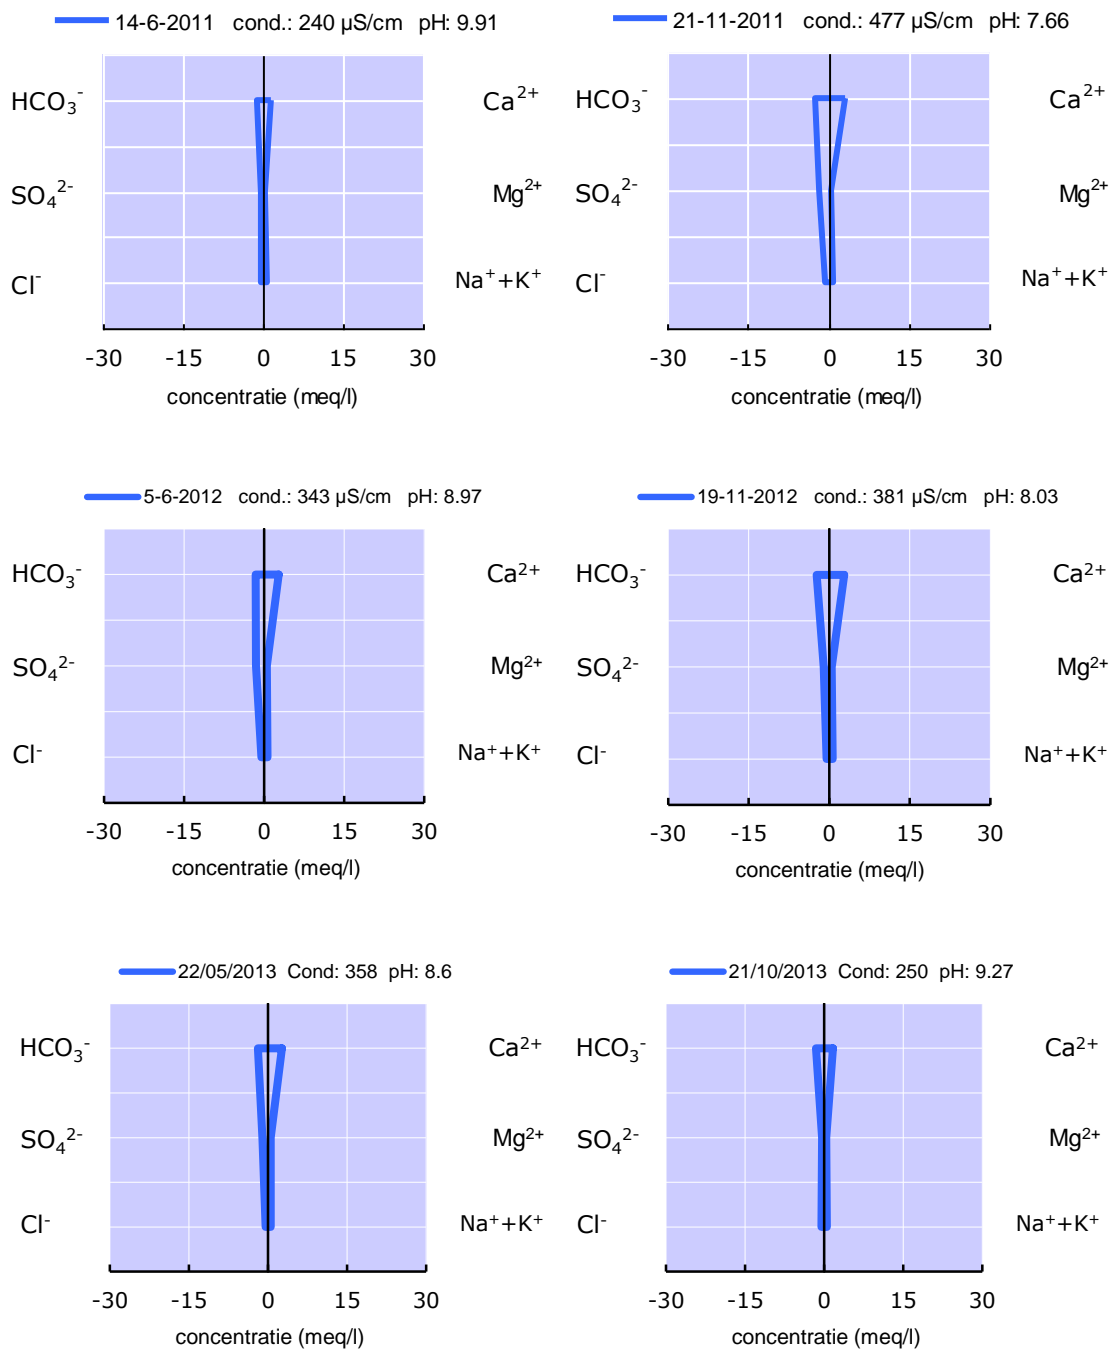 14-6-2011 cond.: 240 µS/cm pH: 9.91
HCO₃⁻ Ca²⁺
SO₄²⁻ Mg²⁺
Cl⁻ Na⁺+K⁺
-30 -15 0 15 30
concentratie (meq/l)
21-11-2011 cond.: 477 µS/cm pH: 7.66
HCO₃⁻ Ca²⁺
SO₄²⁻ Mg²⁺
Cl⁻ Na⁺+K⁺
-30 -15 0 15 30
concentratie (meq/l)
5-6-2012 cond.: 343 µS/cm pH: 8.97
HCO₃⁻ Ca²⁺
SO₄²⁻ Mg²⁺
Cl⁻ Na⁺+K⁺
-30 -15 0 15 30
concentratie (meq/l)
19-11-2012 cond.: 381 µS/cm pH: 8.03
HCO₃⁻ Ca²⁺
SO₄²⁻ Mg²⁺
Cl⁻ Na⁺+K⁺
-30 -15 0 15 30
concentratie (meq/l)
22/05/2013 Cond: 358 pH: 8.6
HCO₃⁻ Ca²⁺
SO₄²⁻ Mg²⁺
Cl⁻ Na⁺+K⁺
-30 -15 0 15 30
concentratie (meq/l)
21/10/2013 Cond: 250 pH: 9.27
HCO₃⁻ Ca²⁺
SO₄²⁻ Mg²⁺
Cl⁻ Na⁺+K⁺
-30 -15 0 15 30
concentratie (meq/l)